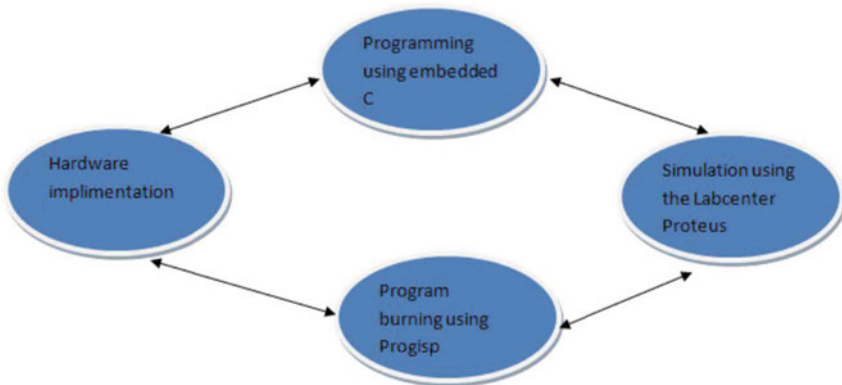 Programming
using embedded
C
Hardware
implimentation
Simulation using
the Labcenter
Proteus
Program
burning using
Progisp